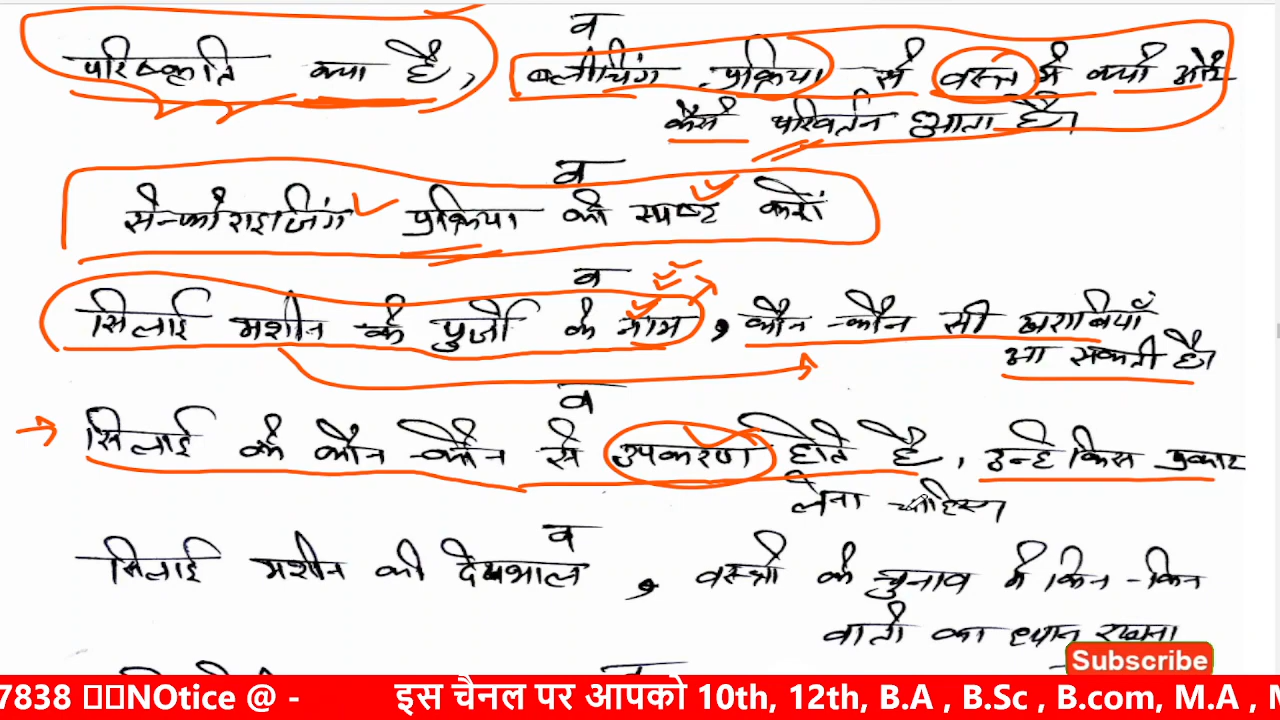 व
परिष्कृति क्या है, ब्लीचिंग प्रक्रिया से वस्त्र में क्यों और
कैसे परिवर्तन आता है।
व
सेन्फोराइजिंग प्रक्रिया को स्पष्ट करों
व
सिलाई मशीन के पुर्जो के नाम, कौन-कौन सी खराबियाँ
आ सकती है।
व
सिलाई के कौन-कौन से उपकरण होते है, उन्हे किस प्रकार
लेना चाहिए
व
सिलाई मशीन की देखभाल, वस्त्रो के चुनाव में किन-किन
बातो का ध्यान रखना
Subscribe
7838 NOtice @ - इस चैनल पर आपको 10th, 12th, B.A , B.Sc , B.com, M.A ,